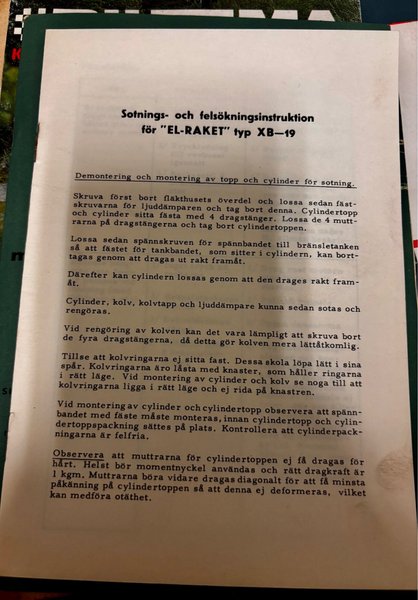 Sotnings- och felsökningsinstruktion
för "EL-RAKET" typ XB—19
Demontering och montering av topp och cylinder för sotning.
Skruva först bort fläkthusets överdel och lossa sedan fäst-
skruvarna för ljuddämparen och tag bort denna. Cylindertopp
och cylinder sitta fästa med 4 dragstänger. Lossa de 4 mutt-
rarna på dragstängerna och tag bort cylindertoppen.
Lossa sedan spännskruven för spännbandet till bränsletanken
så att fästet för tankbandet, som sitter i cylindern, kan bort-
tagas genom att dragas ut rakt framåt.
Därefter kan cylindern lossas genom att den drages rakt fram-
åt.
Cylinder, kolv, kolvtapp och ljuddämpare kunna sedan sotas och
rengöras.
Vid rengöring av kolven kan det vara lämpligt att skruva bort
de fyra dragstängerna, då detta gör kolven mera lättåtkomlig.
Tillse att kolvringarna ej sitta fast. Dessa skola löpa lätt i sina
spår. Kolvringarna äro låsta med knaster, som håller ringarna
i rätt läge. Vid montering av cylinder och kolv se noga till att
kolvringarna ligga i rätt läge och ej rida på knastren.
Vid montering av cylinder och cylindertopp observera att spänn-
bandet med fäste måste monteras, innan cylindertopp och cylin-
dertoppspackning sättes på plats. Kontrollera att cylinderpack-
ningarna är felfria.
Observera att muttrarna för cylindertoppen ej få dragas för
hårt. Helst bör momentnyckel användas och rätt dragkraft är
1 kgm. Muttrarna böra vidare dragas diagonalt för att få minsta
påkänning på cylindertoppen så att denna ej deformeras, vilket
kan medföra otäthet.